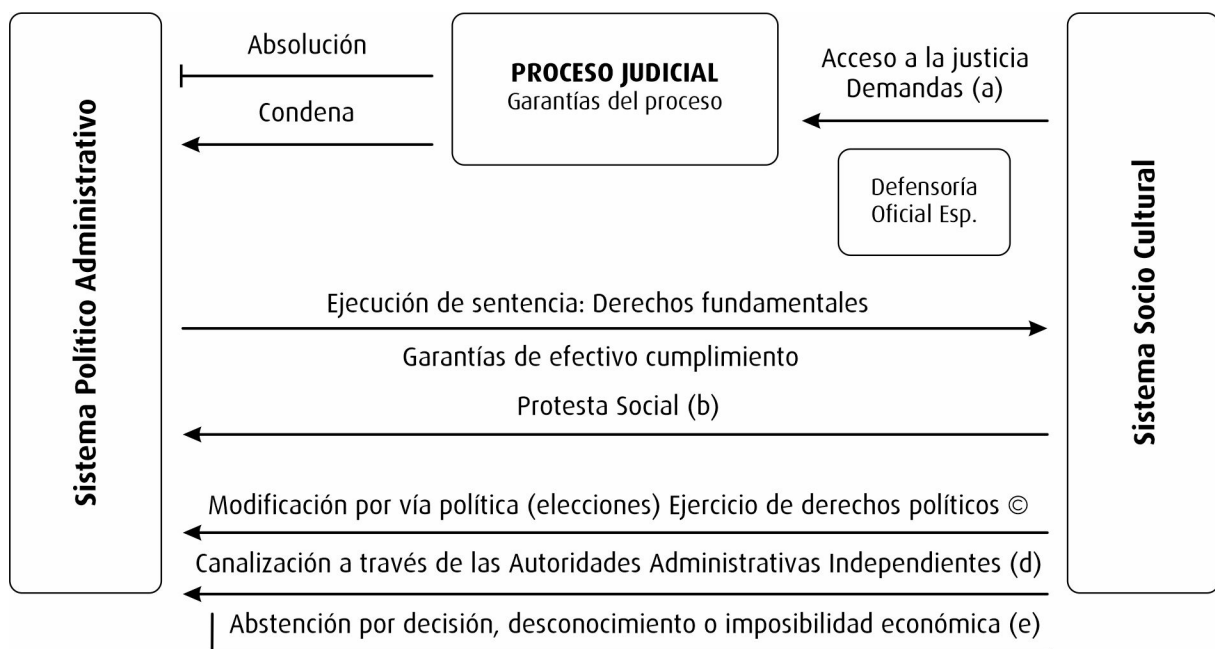 Sistema Político Administrativo
Absolución
Condena
PROCESO JUDICIAL
Garantías del proceso
Acceso a la justicia
Demandas (a)
Defensoría
Oficial Esp.
Sistema Socio Cultural
Ejecución de sentencia: Derechos fundamentales
Garantías de efectivo cumplimiento
Protesta Social (b)
Modificación por vía política (elecciones) Ejercicio de derechos políticos ©
Canalización a través de las Autoridades Administrativas Independientes (d)
Abstención por decisión, desconocimiento o imposibilidad económica (e)